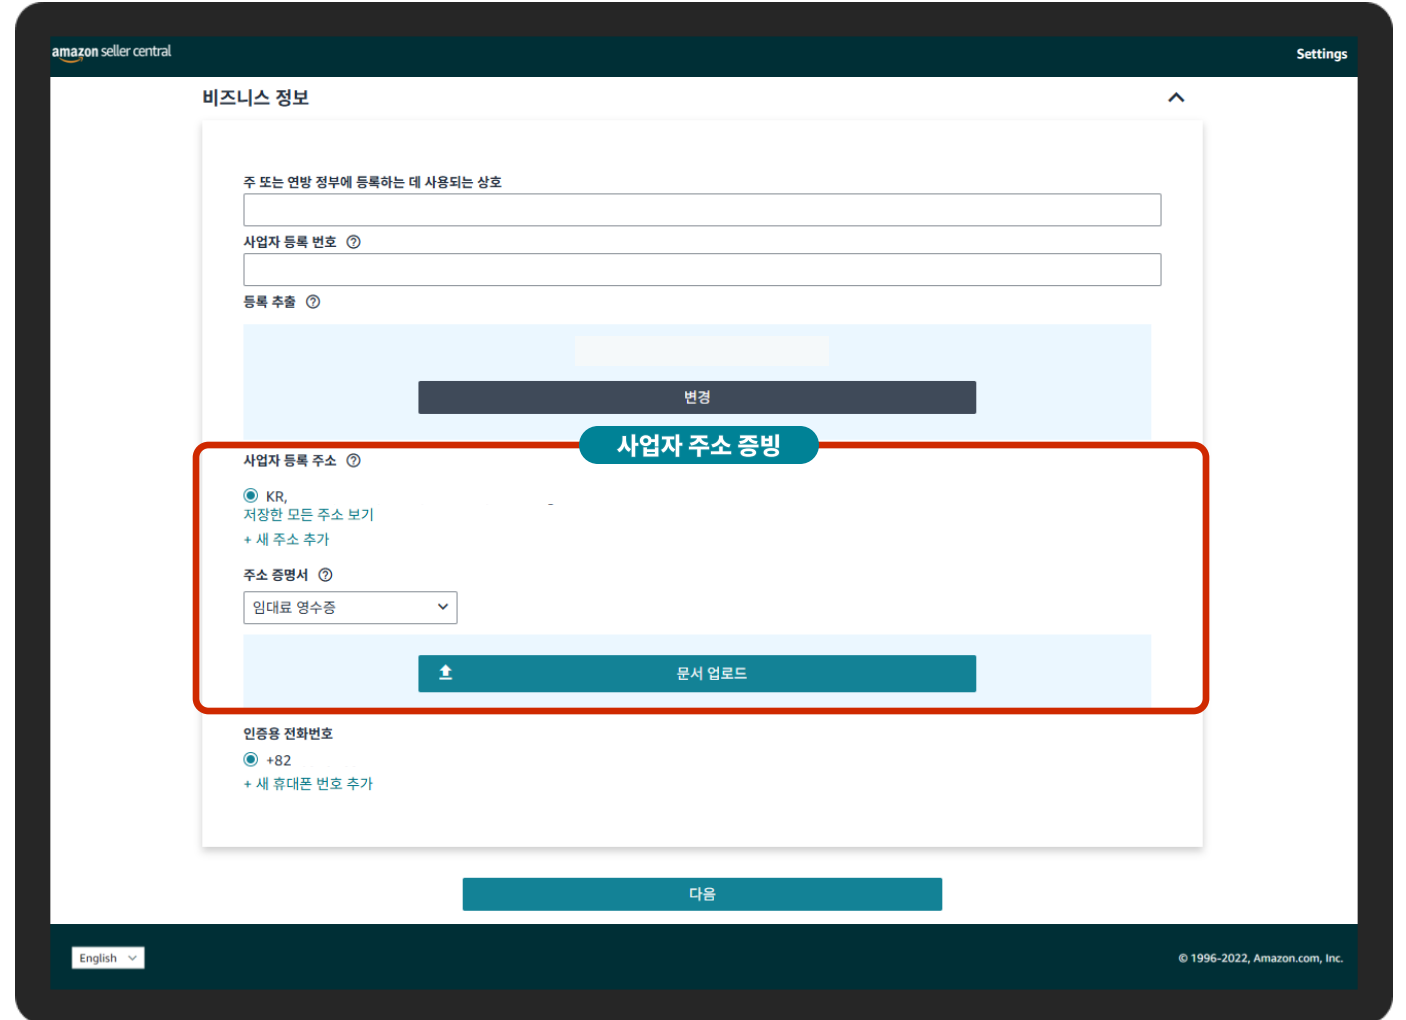 amazon seller central
Settings
비즈니스 정보
주 또는 연방 정부에 등록하는 데 사용되는 상호
사업자 등록 번호
등록 추출
변경
사업자 주소 증빙
사업자 등록 주소
KR,
저장한 모든 주소 보기
+ 새 주소 추가
주소 증명서
임대료 영수증
문서 업로드
인증용 전화번호
+82
+ 새 휴대폰 번호 추가
다음
English
© 1996-2022, Amazon.com, Inc.